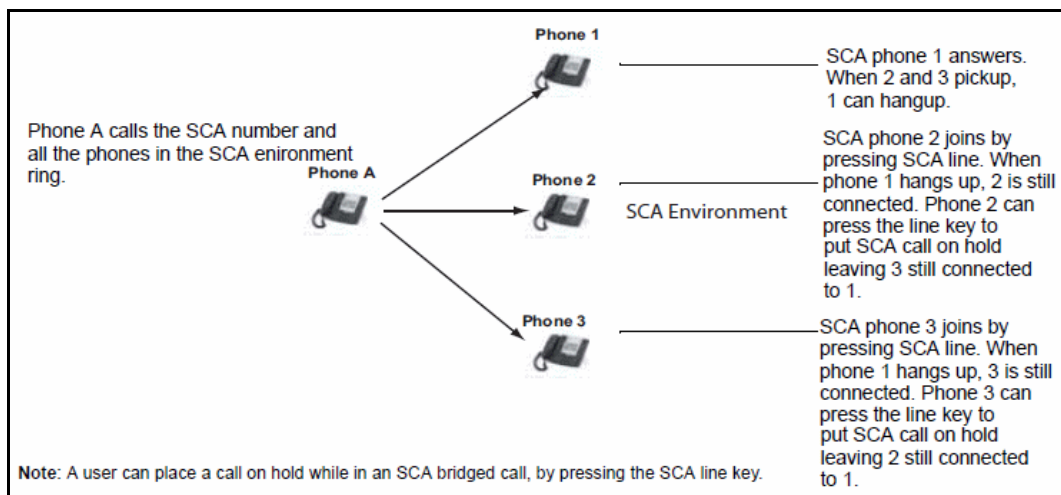 Phone 1
SCA phone 1 answers.
When 2 and 3 pickup,
1 can hangup.
Phone A calls the SCA number and
all the phones in the SCA enironment
ring.
Phone A
Phone 2
SCA Environment
SCA phone 2 joins by
pressing SCA line. When
phone 1 hangs up, 2 is still
connected. Phone 2 can
press the line key to
put SCA call on hold
leaving 3 still connected
to 1.
Phone 3
SCA phone 3 joins by
pressing SCA line. When
phone 1 hangs up, 3 is still
connected. Phone 3 can
press the line key to
put SCA call on hold
leaving 2 still connected
to 1.
Note: A user can place a call on hold while in an SCA bridged call, by pressing the SCA line key.